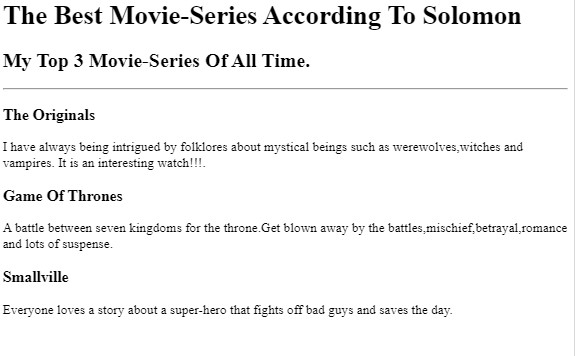 The Best Movie-Series According To Solomon
My Top 3 Movie-Series Of All Time.
The Originals
I have always being intrigued by folklores about mystical beings such as werewolves,witches and
vampires. It is an interesting watch!!!.
Game Of Thrones
A battle between seven kingdoms for the throne.Get blown away by the battles,mischief,betrayal,romance
and lots of suspense.
Smallville
Everyone loves a story about a super-hero that fights off bad guys and saves the day.